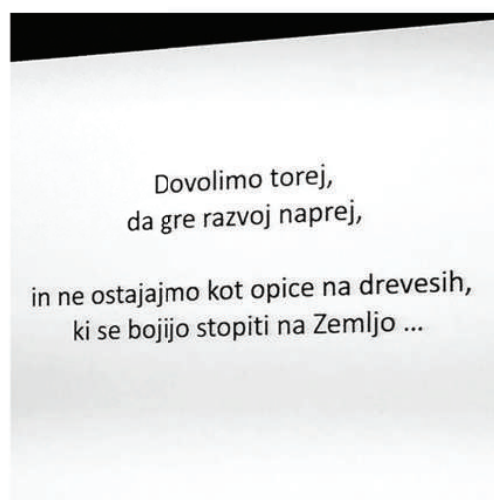 Dovolimo torej,
da gre razvoj naprej,
in ne ostajajmo kot opice na drevesih,
ki se bojijo stopiti na Zemljo ...